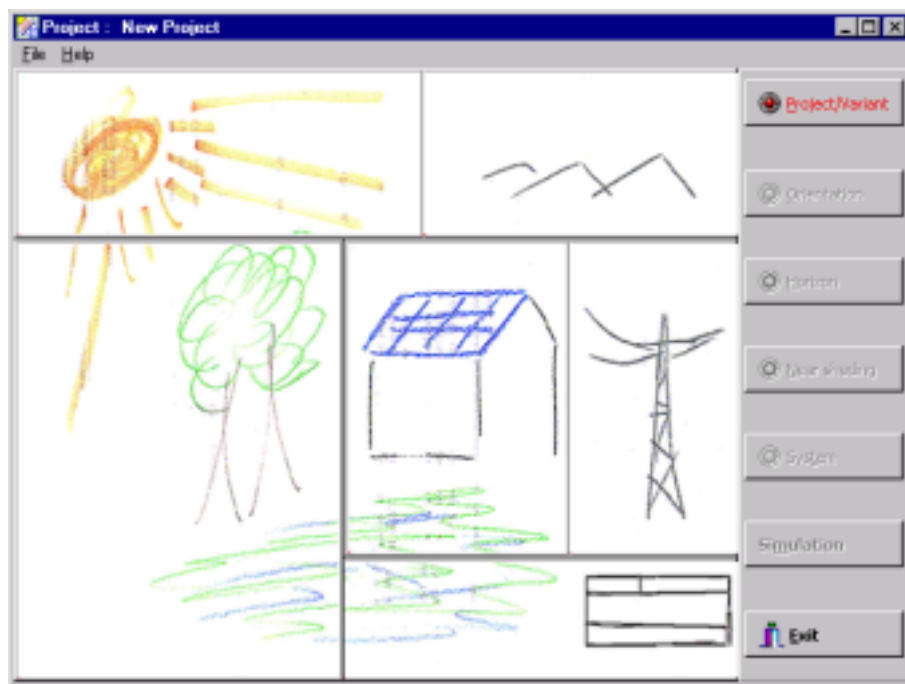 Project : New Project
File Help
Project/Variant
Orientation
Horizon
Near shading
System
Simulation
Exit